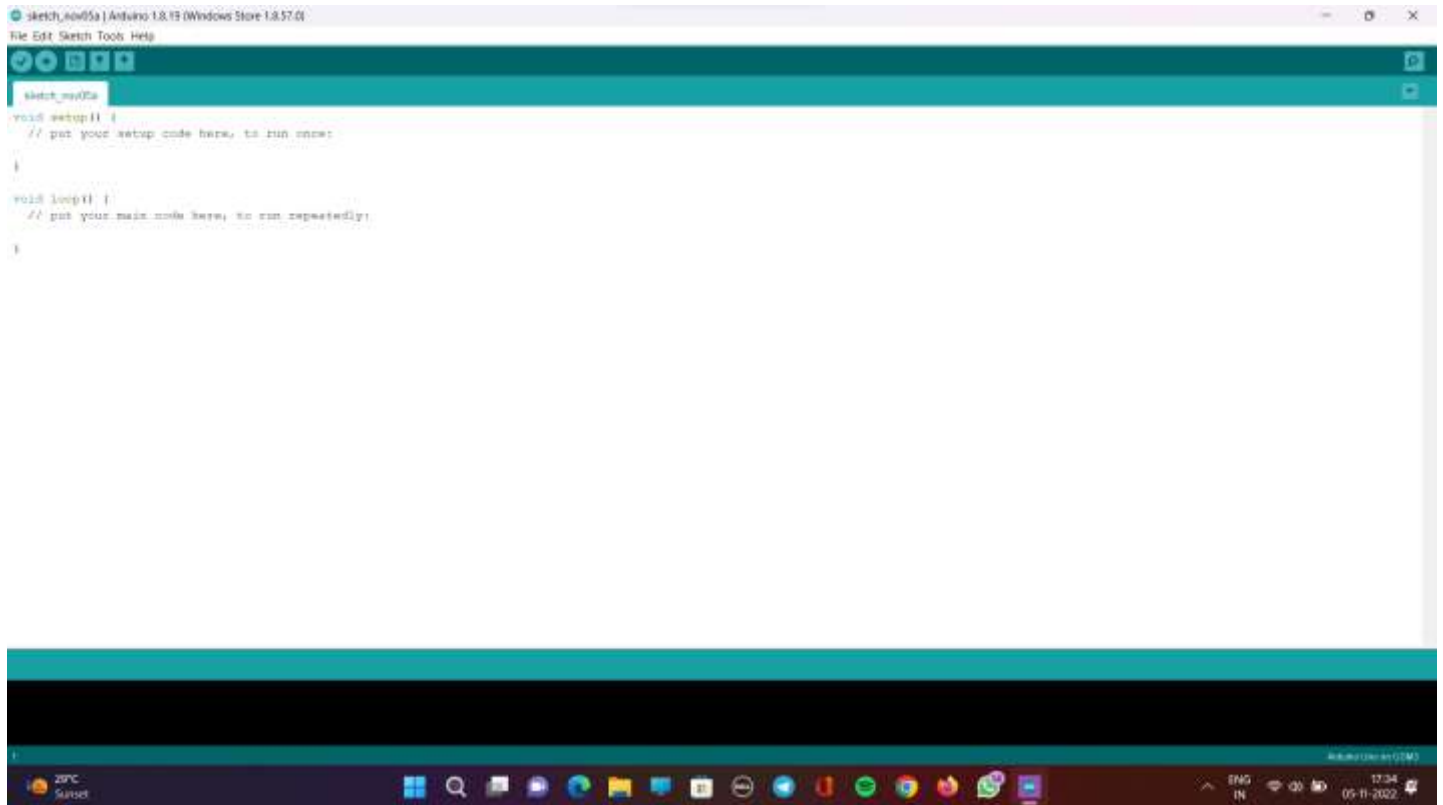 sketch_nov05a | Arduino 1.8.19 (Windows Store 1.8.57.0)
File Edit Sketch Tools Help
sketch_nov05a
void setup() {
// put your setup code here, to run once:
}
void loop() {
// put your main code here, to run repeatedly:
}
Arduino Uno on COM3
29°C
Sunset
ENG
IN
17:34
05-11-2022